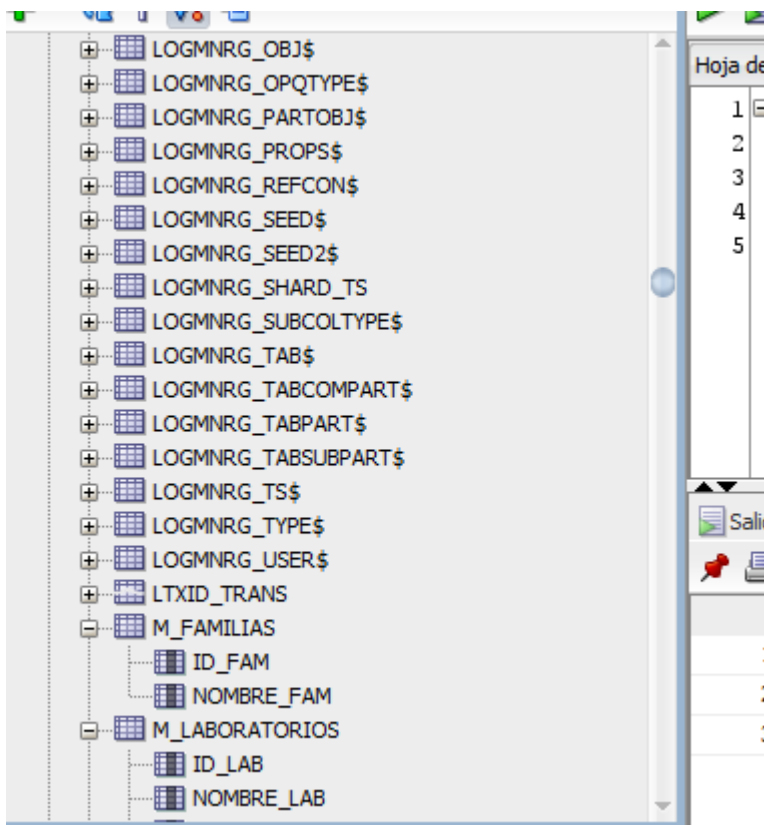 LOGMNRG_OBJ$
LOGMNRG_OPQTYPE$
LOGMNRG_PARTOBJ$
LOGMNRG_PROPS$
LOGMNRG_REFCON$
LOGMNRG_SEED$
LOGMNRG_SEED2$
LOGMNRG_SHARD_TS
LOGMNRG_SUBCOLTYPE$
LOGMNRG_TAB$
LOGMNRG_TABCOMPART$
LOGMNRG_TABPART$
LOGMNRG_TABSUBPART$
LOGMNRG_TS$
LOGMNRG_TYPE$
LOGMNRG_USER$
LTXID_TRANS
M_FAMILIAS
ID_FAM
NOMBRE_FAM
M_LABORATORIOS
ID_LAB
NOMBRE_LAB
Hoja de
1
2
3
4
5